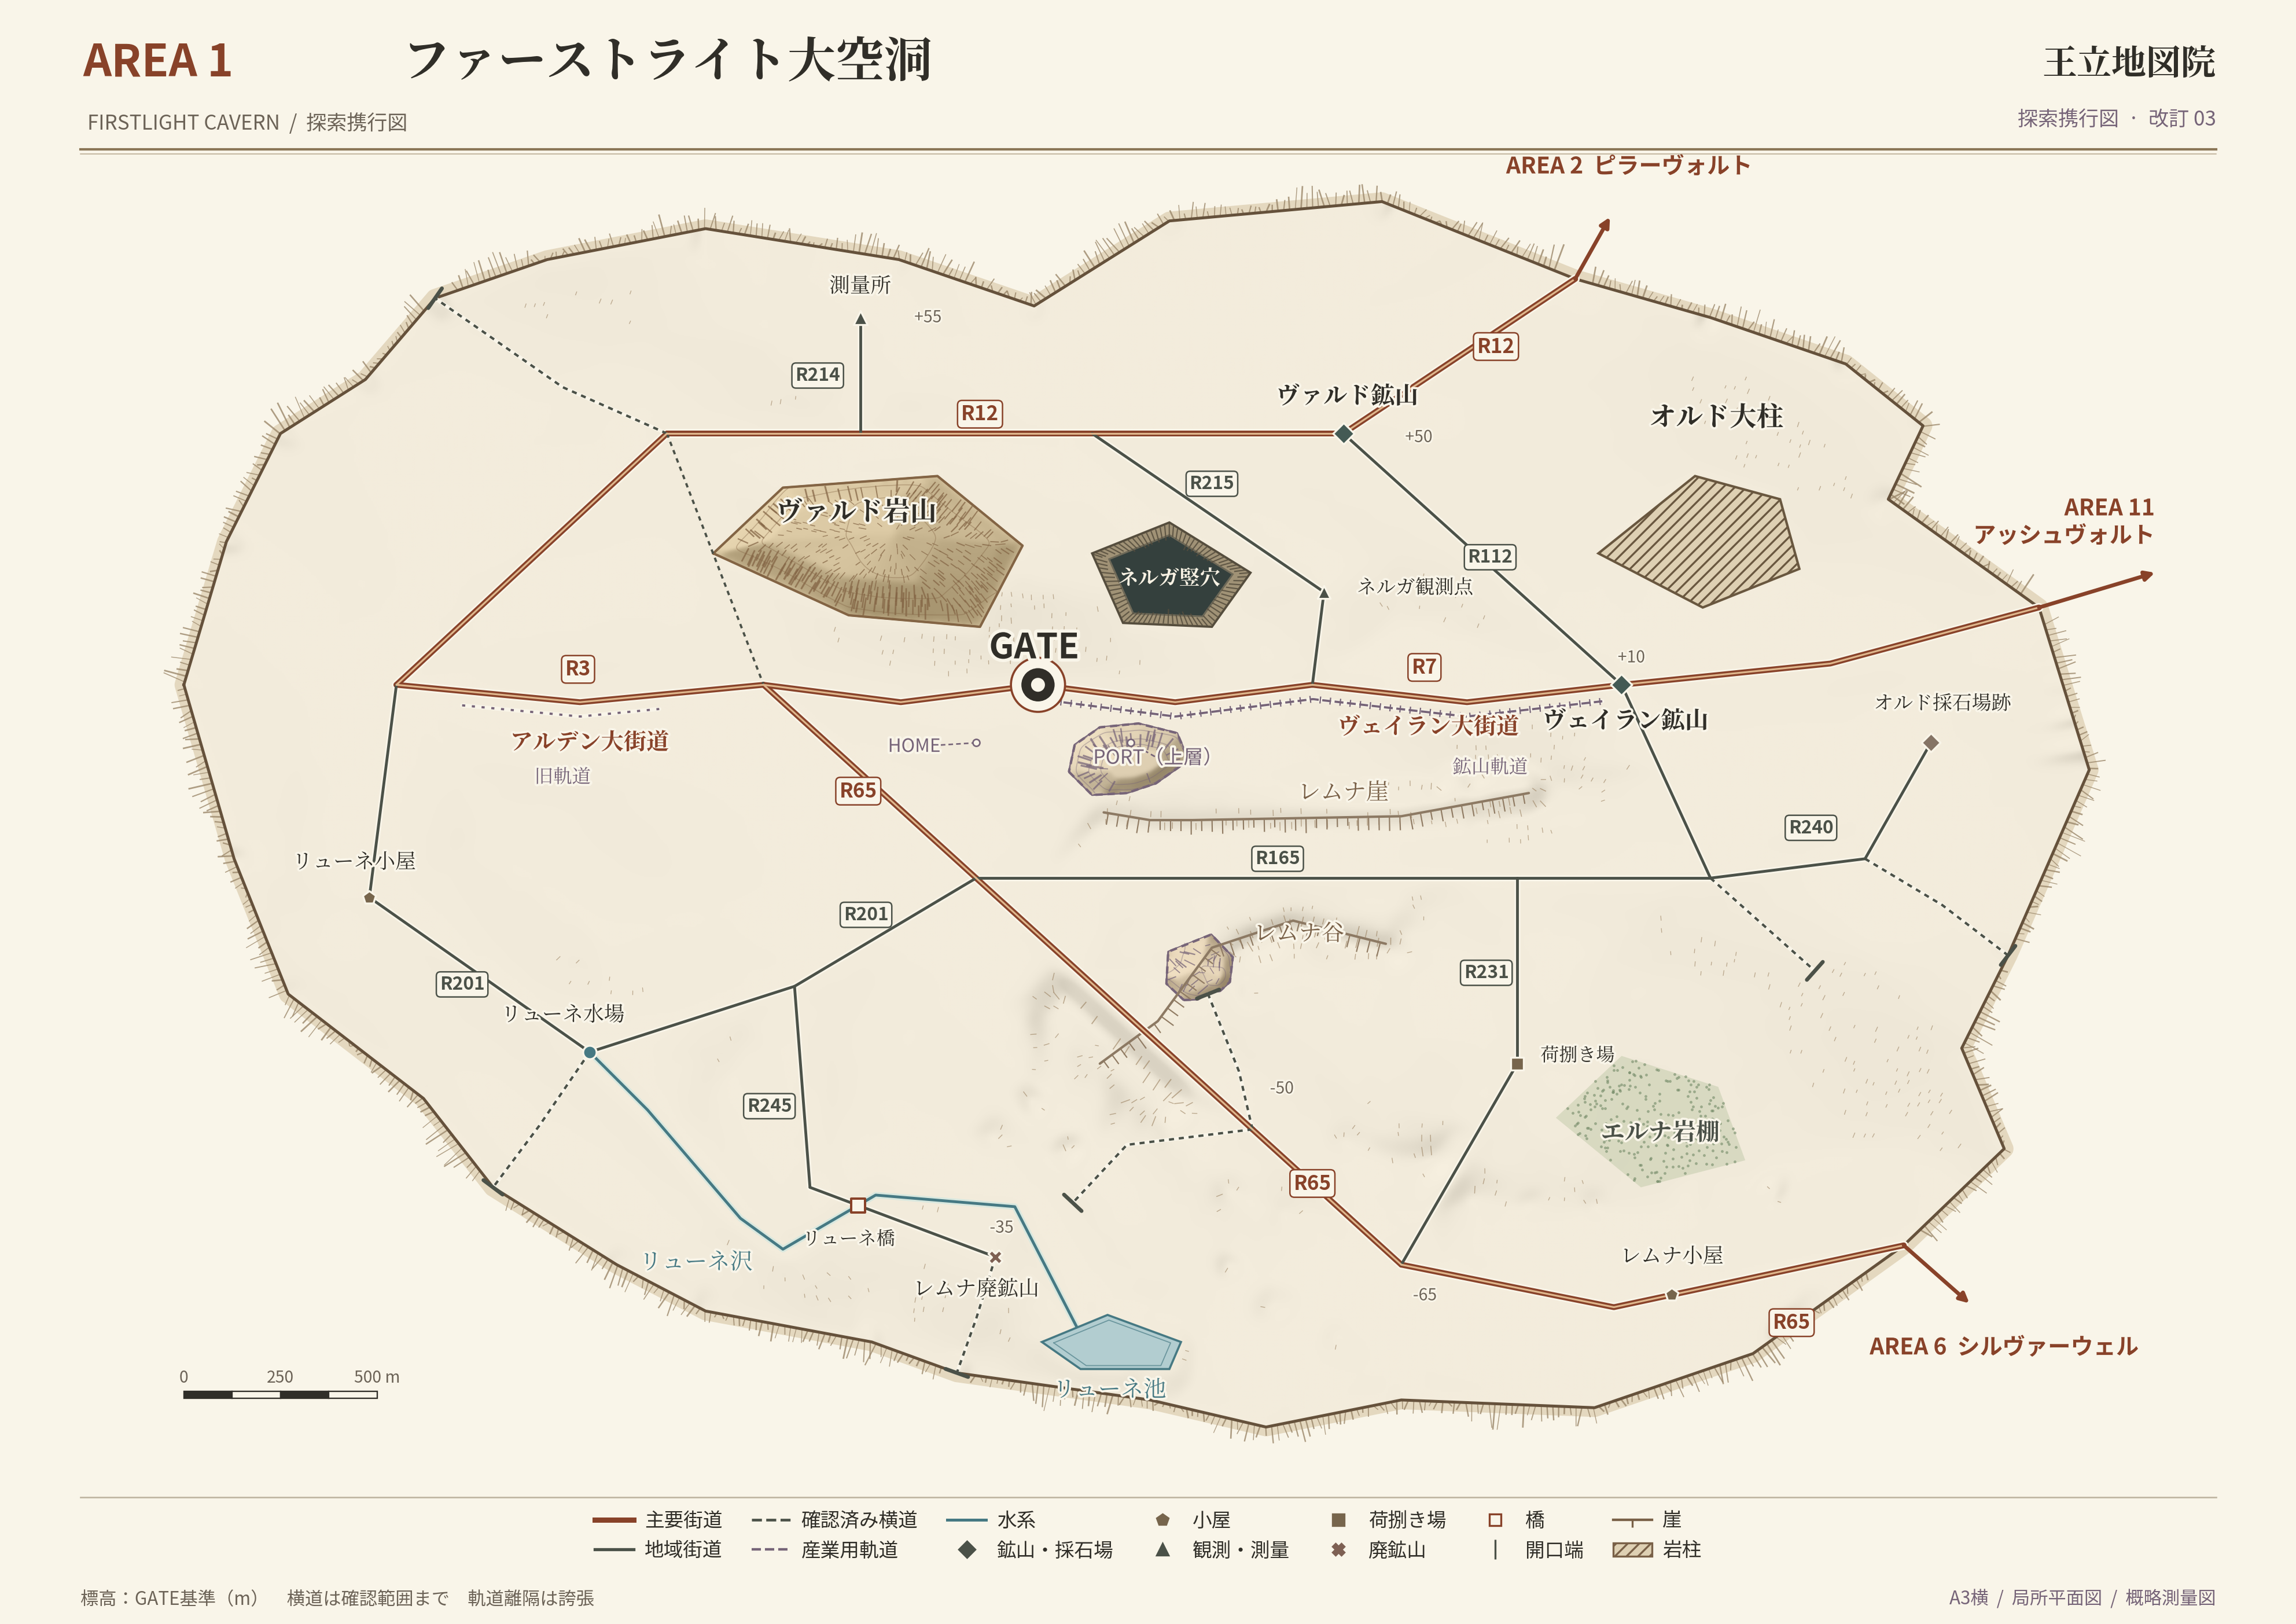 AREA 1
ファーストライト大空洞
王立地図院
FIRSTLIGHT CAVERN / 探索携行図
探索携行図 ・ 改訂 03
AREA 2 ピラーヴォルト
測量所
+55
R12
R214
ヴァルド鉱山
R12
+50
オルド大柱
R215
ヴァルド岩山
AREA 11
アッシュヴォルト
R112
ネルガ竪穴
ネルガ観測点
GATE
R3
R7
+10
オルド採石場跡
アルデン大街道
HOME
PORT（上層）
ヴェイラン大街道
ヴェイラン鉱山
旧軌道
鉱山軌道
R65
レムナ崖
R240
リューネ小屋
R165
R201
レムナ谷
R201
R231
リューネ水場
荷捌き場
-50
R245
エルナ岩棚
R65
-35
リューネ橋
リューネ沢
レムナ小屋
レムナ廃鉱山
-65
R65
AREA 6 シルヴァーウェル
リューネ池
0 250 500 m
主要街道 確認済み横道 水系 小屋 荷捌き場 橋 崖
地域街道 産業用軌道 鉱山・採石場 観測・測量 廃鉱山 開口端 岩柱
標高：GATE基準（m） 横道は確認範囲まで 軌道離隔は誇張
A3横 / 局所平面図 / 概略測量図